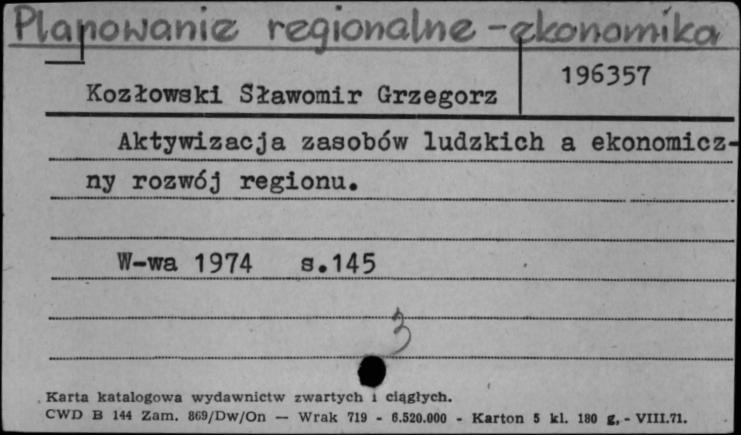 Planowanie regionalne - ekonomika
196357
Kozłowski Sławomir Grzegorz
Aktywizacja zasobów ludzkich a ekonomicz-
ny rozwój regionu.
W-wa 1974 s.145
3
Karta katalogowa wydawnictw zwartych i ciągłych.
CWD B 144 Zam. 869/Dw/On — Wrak 719 - 6.520.000 - Karton 5 kl. 180 g, - VIII.71.